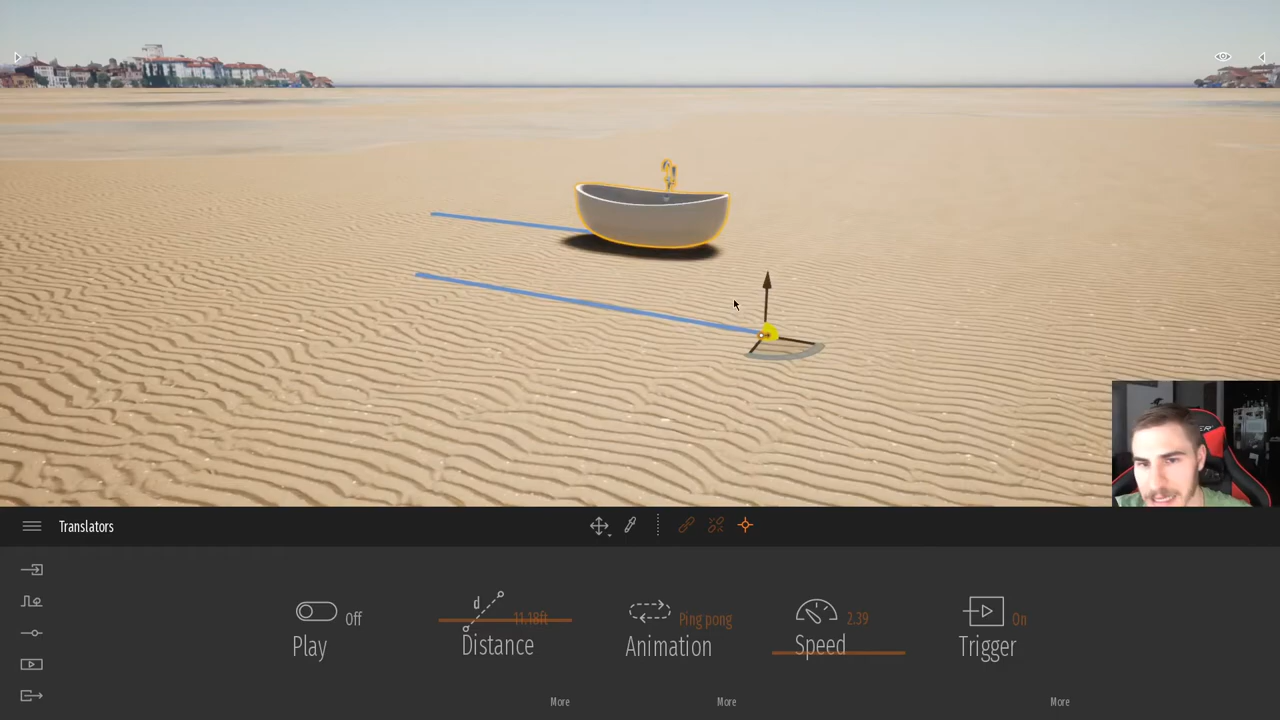 Translators
Off
Play
d
11.18ft
Distance
Ping pong
Animation
2.39
Speed
On
Trigger
More
More
More